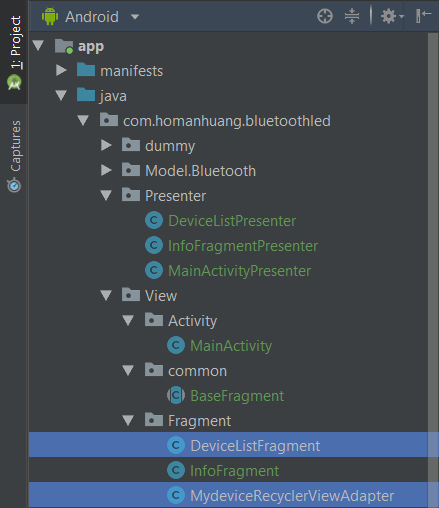 Android
1: Project
Captures
app
manifests
java
com.homanhuang.bluetoothled
dummy
Model.Bluetooth
Presenter
C DeviceListPresenter
C InfoFragmentPresenter
C MainActivityPresenter
View
Activity
C MainActivity
common
C BaseFragment
Fragment
C DeviceListFragment
C InfoFragment
C MydeviceRecyclerViewAdapter